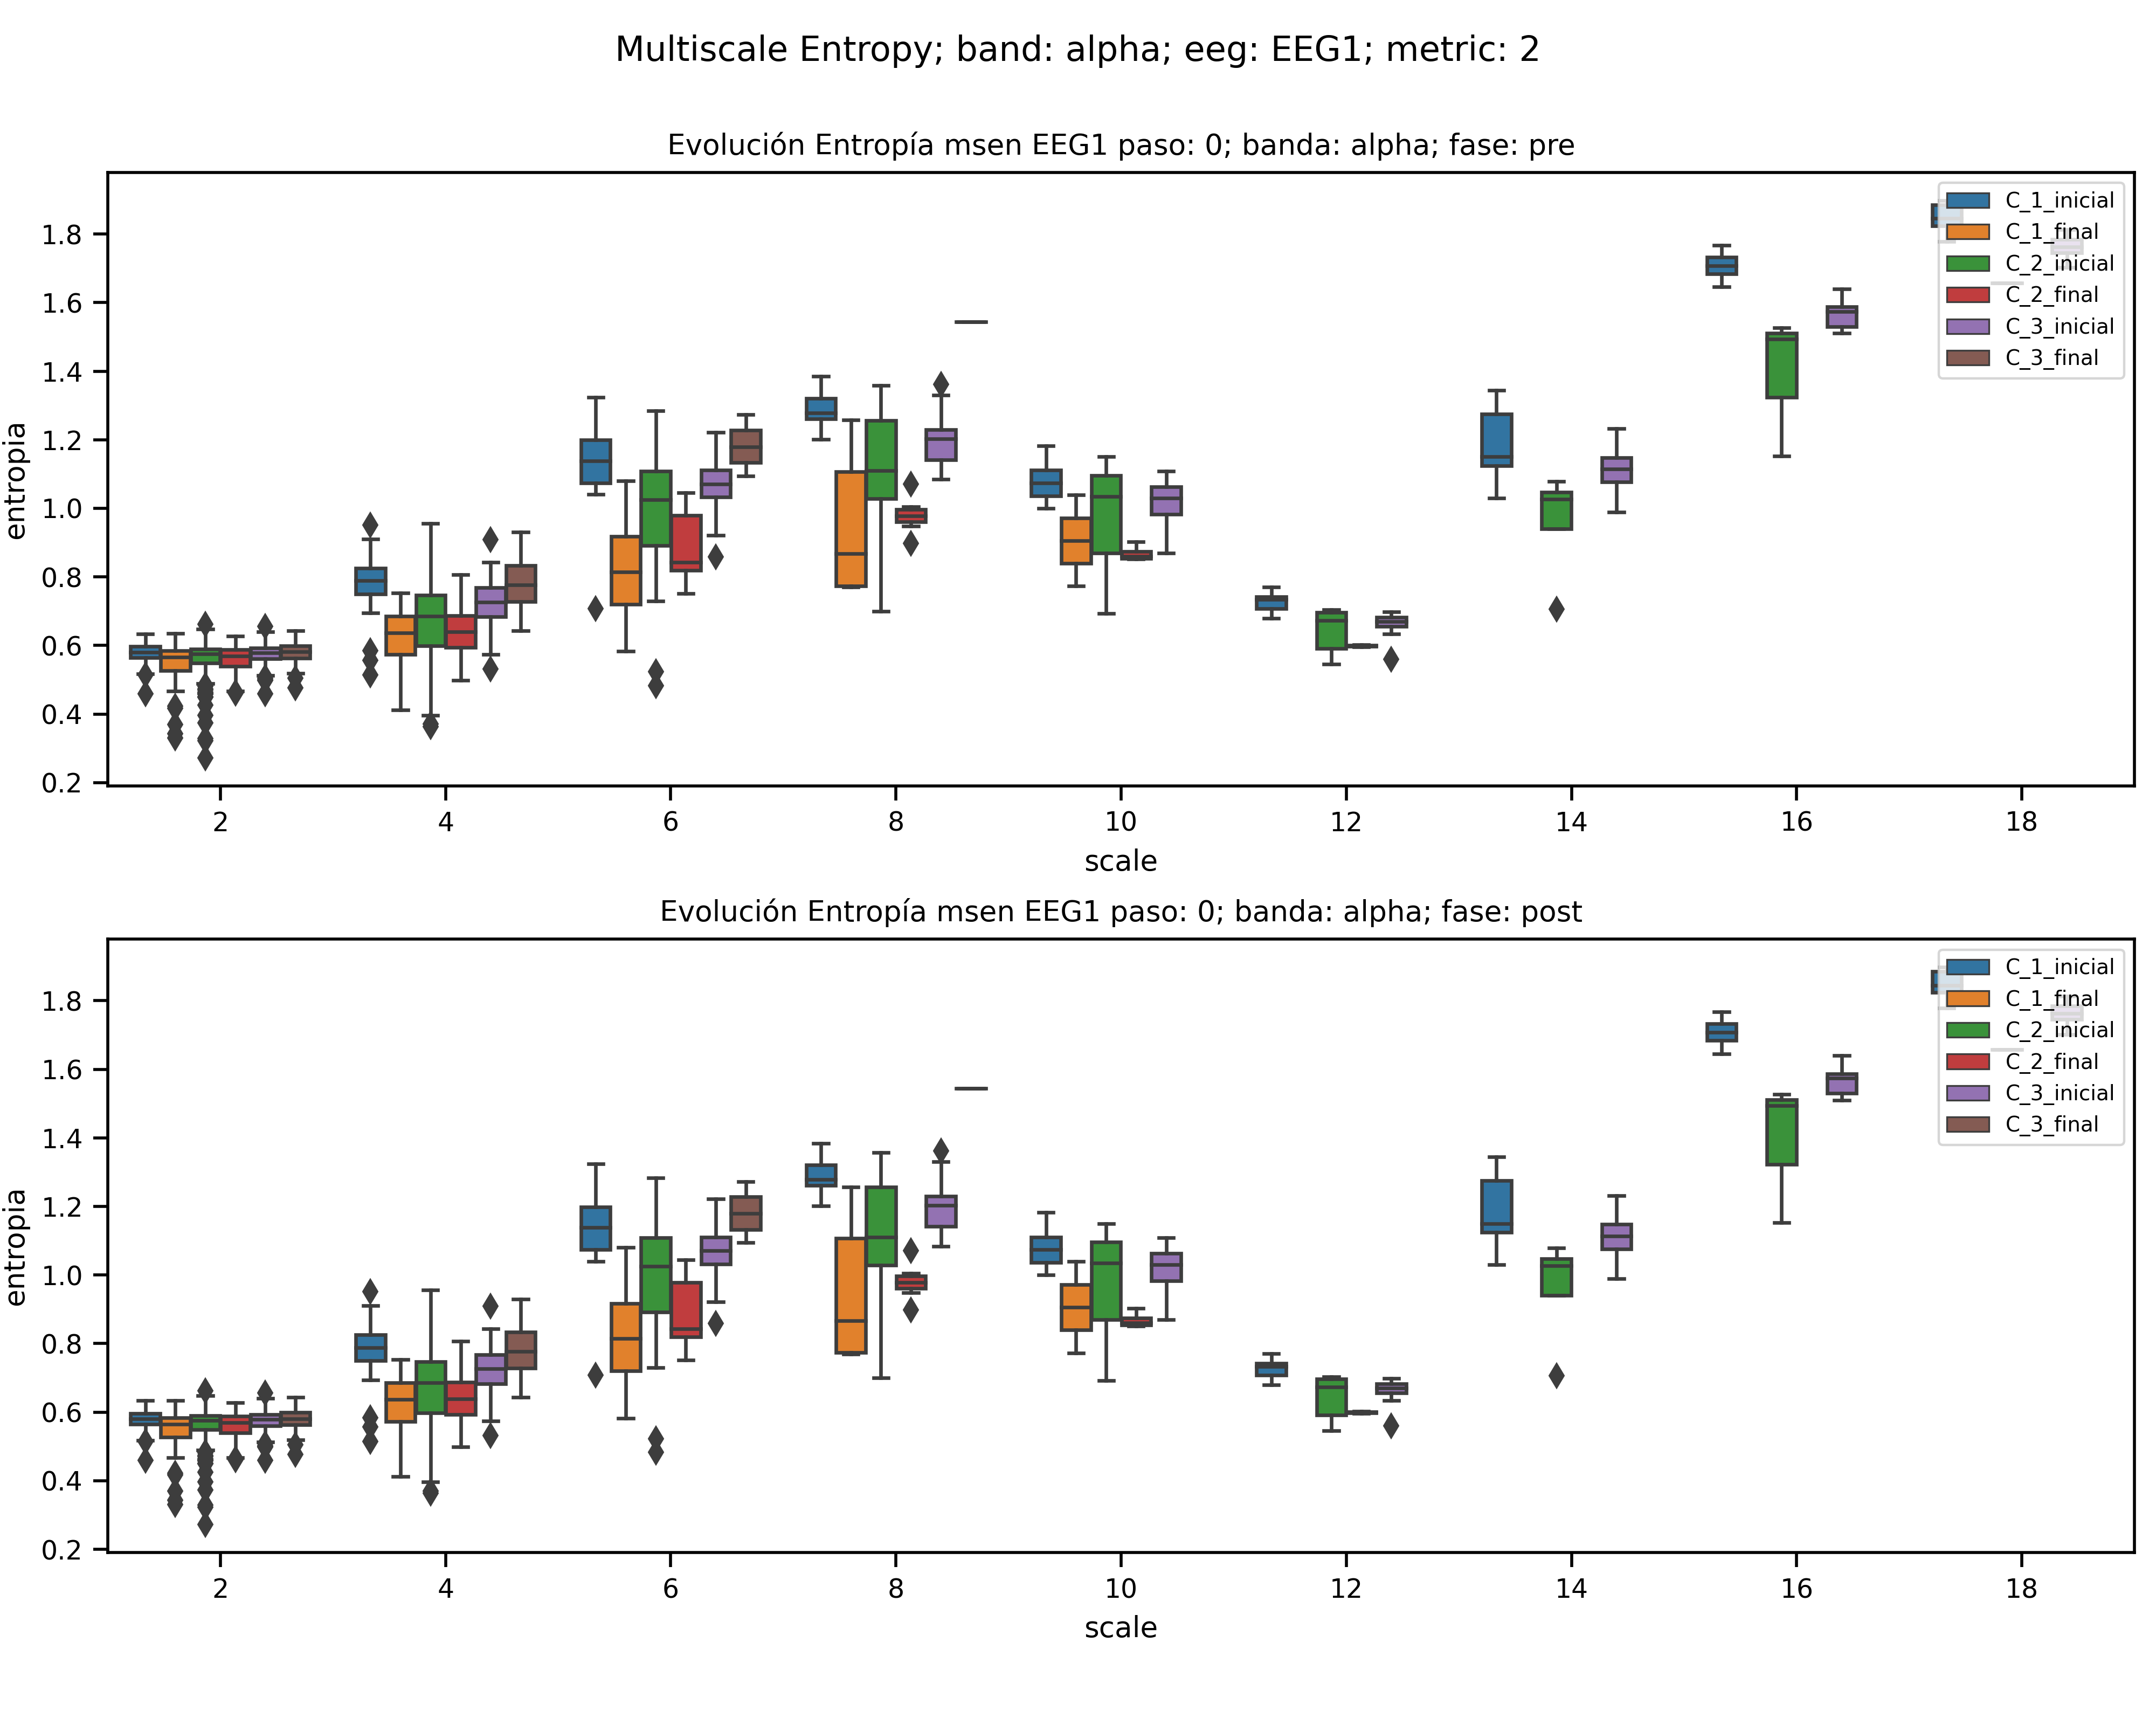 Multiscale Entropy; band: alpha; eeg: EEG1; metric: 2
Evolución Entropía msen EEG1 paso: 0; banda: alpha; fase: pre
C_1_inicial
C_1_final
C_2_inicial
C_2_final
C_3_inicial
C_3_final
1.8
1.6
1.4
1.2
1.0
0.8
0.6
0.4
0.2
entropia
2 4 6 8 10 12 14 16 18
scale
Evolución Entropía msen EEG1 paso: 0; banda: alpha; fase: post
C_1_inicial
C_1_final
C_2_inicial
C_2_final
C_3_inicial
C_3_final
1.8
1.6
1.4
1.2
1.0
0.8
0.6
0.4
0.2
entropia
2 4 6 8 10 12 14 16 18
scale